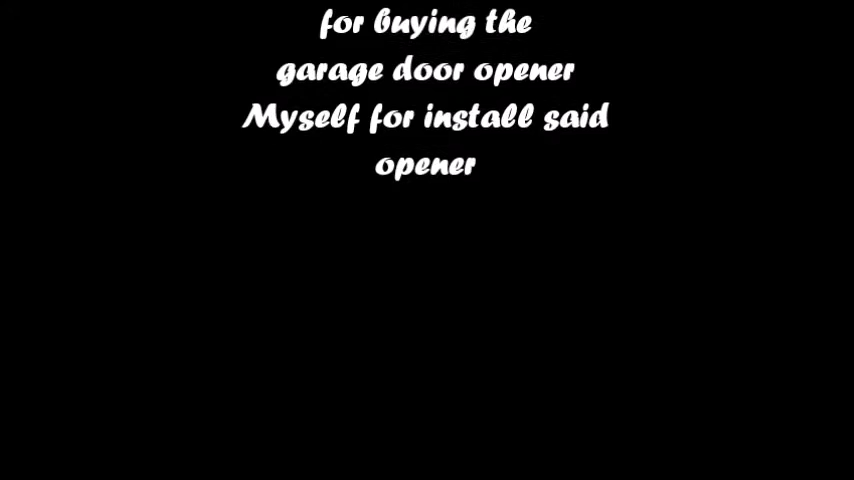 for buying the
garage door opener
Myself for install said
opener